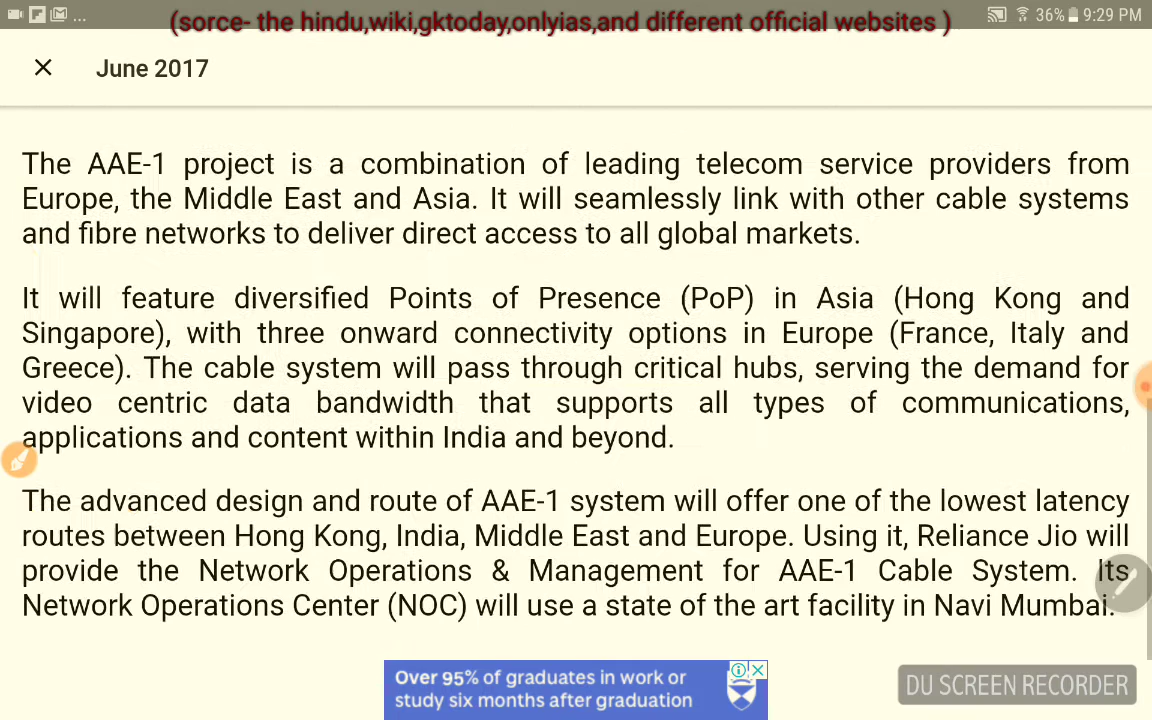 (sorce- the hindu,wiki,gktoday,onlyias,and different official websites )
... 36% 9:29 PM
June 2017
The AAE-1 project is a combination of leading telecom service providers from
Europe, the Middle East and Asia. It will seamlessly link with other cable systems
and fibre networks to deliver direct access to all global markets.
It will feature diversified Points of Presence (PoP) in Asia (Hong Kong and
Singapore), with three onward connectivity options in Europe (France, Italy and
Greece). The cable system will pass through critical hubs, serving the demand for
video centric data bandwidth that supports all types of communications,
applications and content within India and beyond.
The advanced design and route of AAE-1 system will offer one of the lowest latency
routes between Hong Kong, India, Middle East and Europe. Using it, Reliance Jio will
provide the Network Operations & Management for AAE-1 Cable System. Its
Network Operations Center (NOC) will use a state of the art facility in Navi Mumbai.
Over 95% of graduates in work or
study six months after graduation
DU SCREEN RECORDER